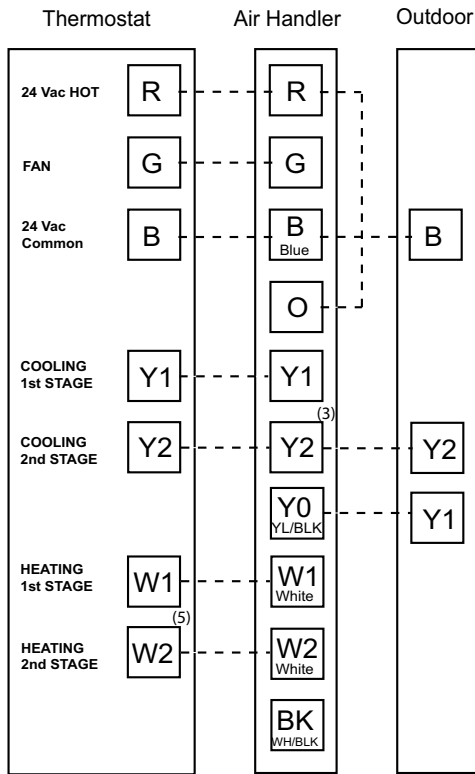 Thermostat Air Handler Outdoor
24 Vac HOT R R
FAN G G
24 Vac
Common B B
Blue B
O
COOLING
1st STAGE Y1 Y1
(3)
COOLING
2nd STAGE Y2 Y2 Y2
Y0
YL/BLK Y1
HEATING
1st STAGE W1 W1
White
(5)
HEATING
2nd STAGE W2 W2
White
BK
WH/BLK